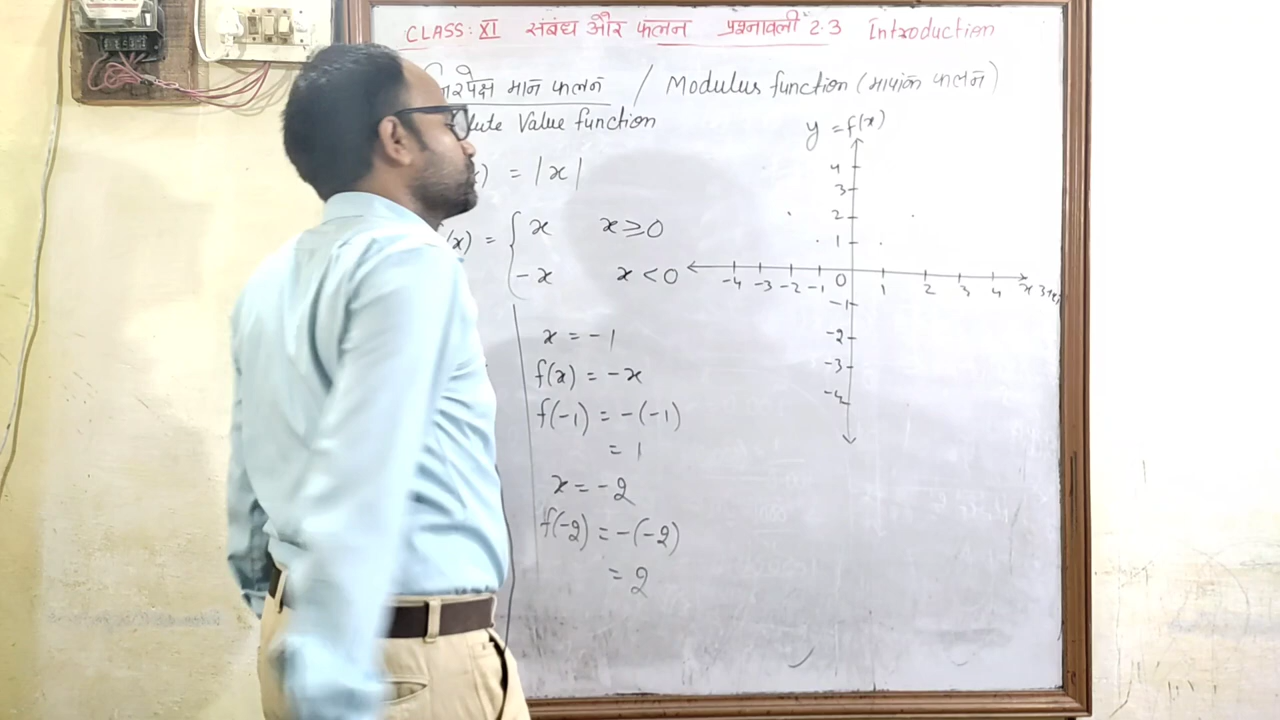 CLASS: XI संबंध और फलन प्रश्नावली 2.3 Introduction
निरपेक्ष मान फलन / Modulus function (मापांक फलन)
Value function
= |x|
(x) = { x x ≥ 0
-x x < 0
x = -1
f(x) = -x
f(-1) = -(-1)
= 1
x = -2
f(-2) = -(-2)
= 2
y = f(x)
4
3
2
1
-4 -3 -2 -1 0 1 2 3 4 x
-1
-2
-3
-4